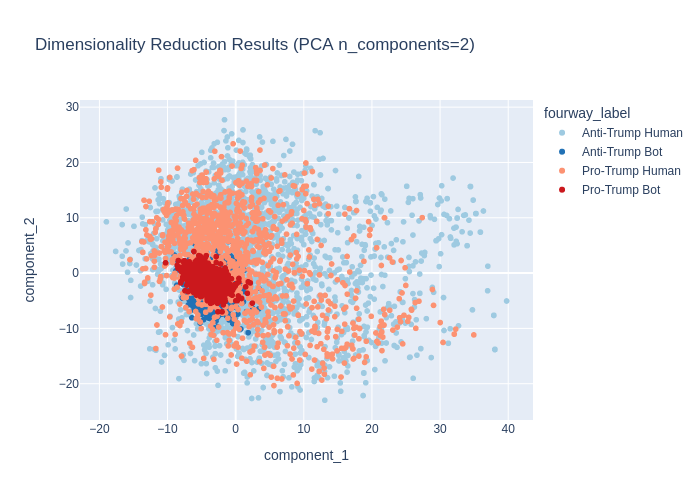 Dimensionality Reduction Results (PCA n_components=2)
fourway_label
Anti-Trump Human
Anti-Trump Bot
Pro-Trump Human
Pro-Trump Bot
30
20
10
0
−10
−20
component_2
−20 −10 0 10 20 30 40
component_1